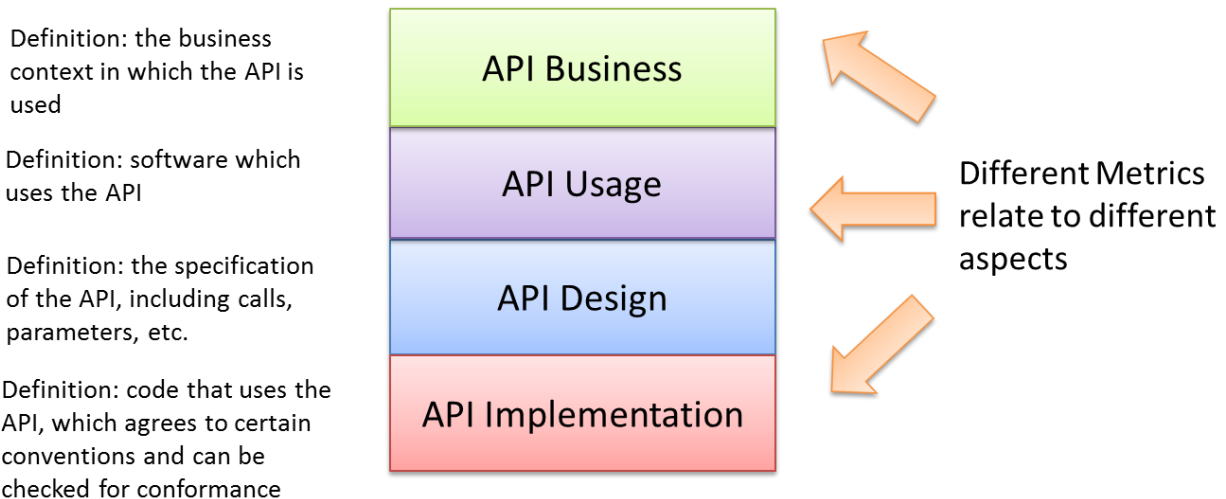 Definition: the business
context in which the API is
used
API Business
Definition: software which
uses the API
API Usage
Different Metrics
relate to different
aspects
Definition: the specification
of the API, including calls,
parameters, etc.
API Design
Definition: code that uses the
API, which agrees to certain
conventions and can be
checked for conformance
API Implementation